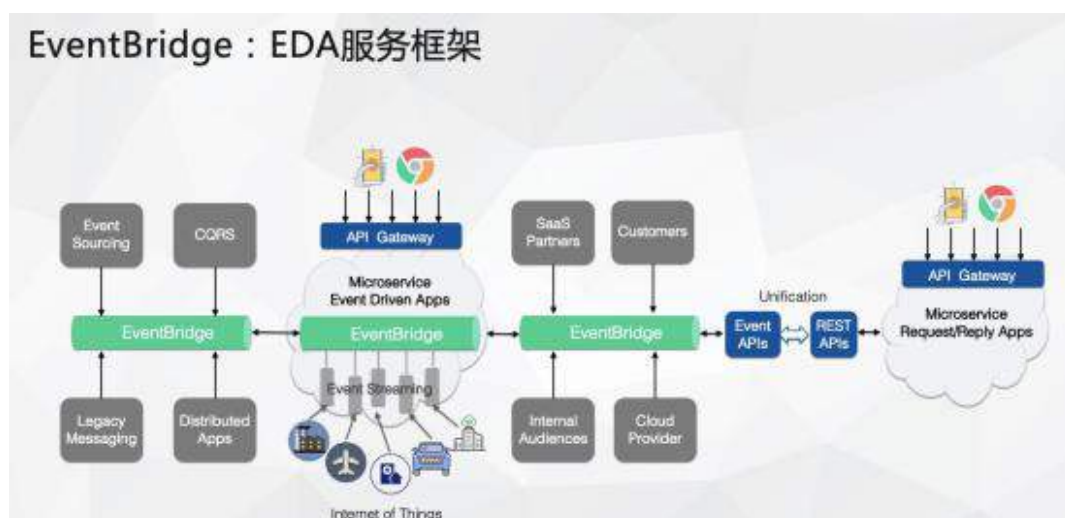 EventBridge：EDA服务框架
Event
Sourcing
CQRS
API Gateway
Microservice
Event Driven Apps
SaaS
Partners
Customers
API Gateway
Unification
EventBridge
EventBridge
EventBridge
Event
APIs
REST
APIs
Microservice
Request/Reply Apps
Event Streaming
Legacy
Messaging
Distributed
Apps
Internal
Audiences
Cloud
Provider
Internet of Things